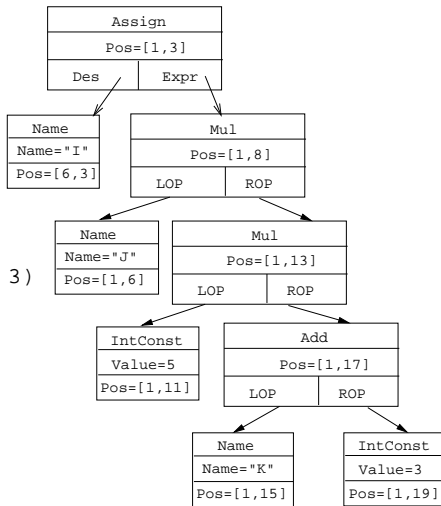 Assign
Pos=[1,3]
Des Expr
Name
Name="I"
Pos=[6,3]
Mul
Pos=[1,8]
LOP ROP
Name
Name="J"
Pos=[1,6]
3)
Mul
Pos=[1,13]
LOP ROP
IntConst
Value=5
Pos=[1,11]
Add
Pos=[1,17]
LOP ROP
Name
Name="K"
Pos=[1,15]
IntConst
Value=3
Pos=[1,19]